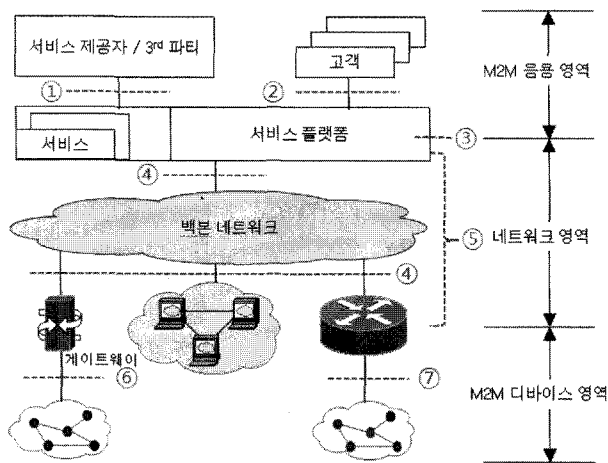 서비스 제공자 / 3rd 파티
고객
M2M 응용 영역
①
②
서비스
서비스 플랫폼
③
④
백본 네트워크
⑤
네트워크 영역
④
게이트웨이
⑥
⑦
M2M 디바이스 영역